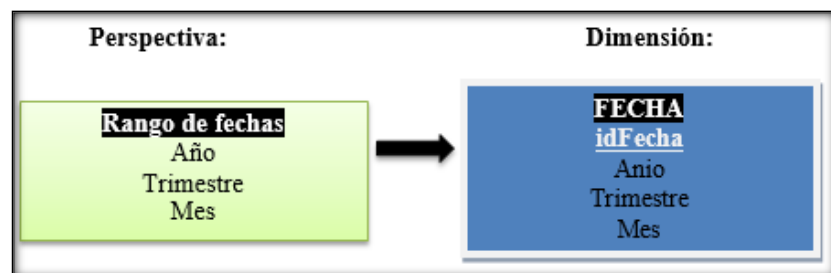 Perspectiva:
Dimensión:
Rango de fechas
Año
Trimestre
Mes
FECHA
idFecha
Anio
Trimestre
Mes